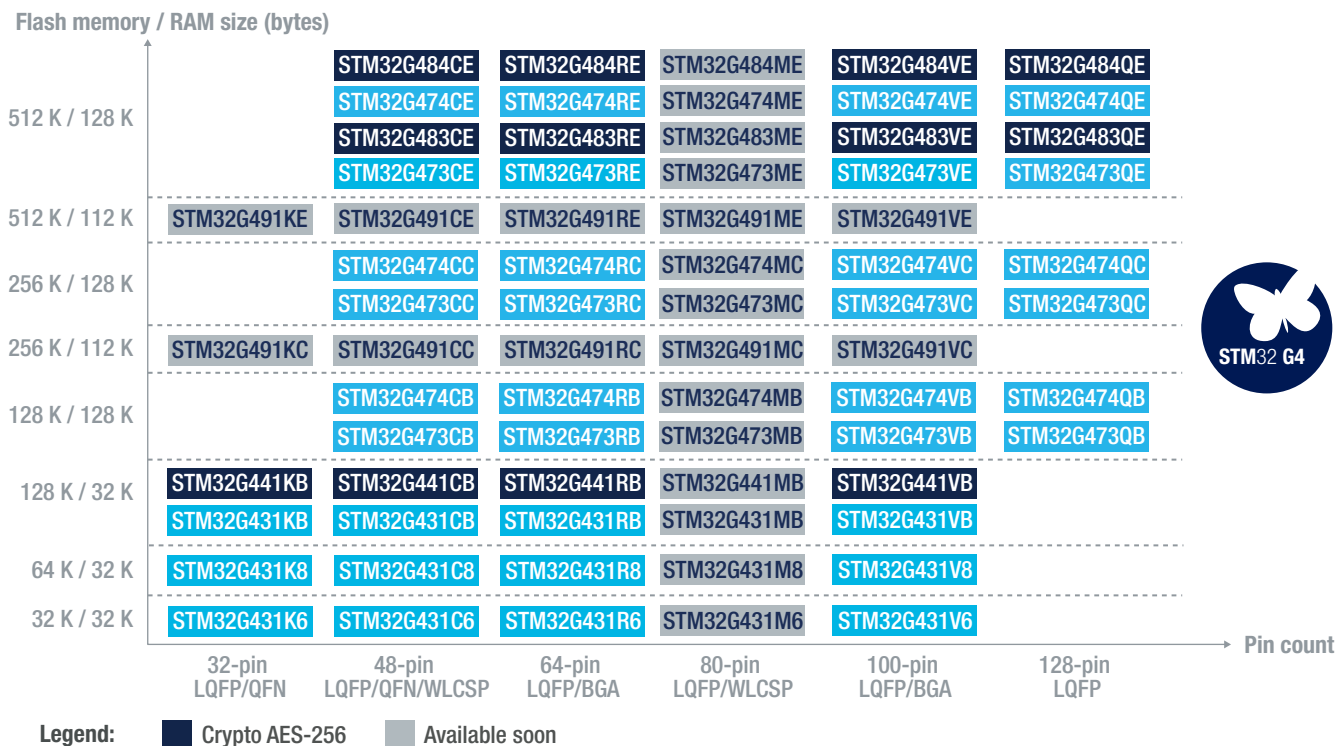 Flash memory / RAM size (bytes)
STM32G484CE STM32G484RE STM32G484ME STM32G484VE STM32G484QE
STM32G474CE STM32G474RE STM32G474ME STM32G474VE STM32G474QE
512 K / 128 K
STM32G483CE STM32G483RE STM32G483ME STM32G483VE STM32G483QE
STM32G473CE STM32G473RE STM32G473ME STM32G473VE STM32G473QE
512 K / 112 K STM32G491KE STM32G491CE STM32G491RE STM32G491ME STM32G491VE
STM32G474CC STM32G474RC STM32G474MC STM32G474VC STM32G474QC
256 K / 128 K
STM32G473CC STM32G473RC STM32G473MC STM32G473VC STM32G473QC
256 K / 112 K STM32G491KC STM32G491CC STM32G491RC STM32G491MC STM32G491VC
STM32 G4
STM32G474CB STM32G474RB STM32G474MB STM32G474VB STM32G474QB
128 K / 128 K
STM32G473CB STM32G473RB STM32G473MB STM32G473VB STM32G473QB
STM32G441KB STM32G441CB STM32G441RB STM32G441MB STM32G441VB
128 K / 32 K
STM32G431KB STM32G431CB STM32G431RB STM32G431MB STM32G431VB
64 K / 32 K STM32G431K8 STM32G431C8 STM32G431R8 STM32G431M8 STM32G431V8
32 K / 32 K STM32G431K6 STM32G431C6 STM32G431R6 STM32G431M6 STM32G431V6
Pin count
32-pin 48-pin 64-pin 80-pin 100-pin 128-pin
LQFP/QFN LQFP/QFN/WLCSP LQFP/BGA LQFP/WLCSP LQFP/BGA LQFP
Legend: Crypto AES-256 Available soon